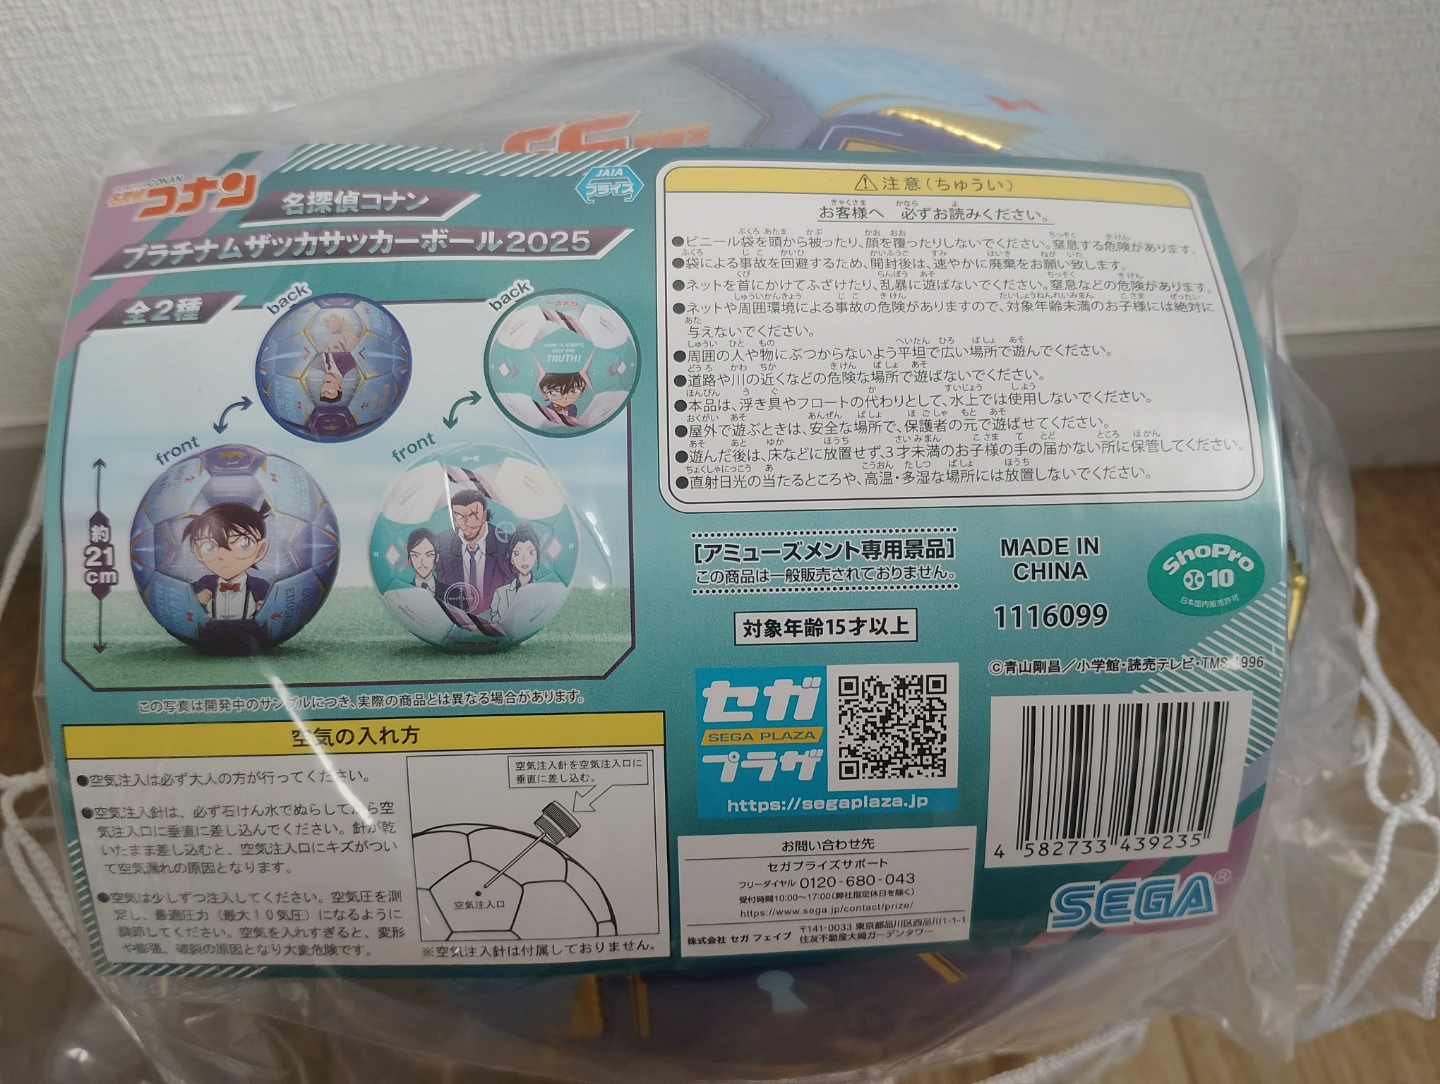 CONAN
コナン
名探偵コナン
プラチナムザッカサッカーボール2025
JAIA
プライズ
全2種
back
back
THERE IS ALWAYS
ONLY ONE
TRUTH!
front
front
約
21
cm
この写真は開発中のサンプルにつき、実際の商品とは異なる場合があります。
空気の入れ方
●空気注入は必ず大人の方が行ってください。
●空気注入針は、必ず石けん水でぬらしてから空
気注入口に垂直に差し込んでください。針が乾
いたまま差し込むと、空気注入口にキズがつい
て空気漏れの原因となります。
●空気は少しずつ注入してください。空気圧を測
定し、最適圧力（最大1.0気圧）になるように
調節してください。空気を入れすぎると、変形
や膨張、破裂の原因となり大変危険です。
空気注入針を空気注入口に
垂直に差し込む。
空気注入口
※空気注入針は付属しておりません。
⚠注意（ちゅうい）
お客様へ 必ずお読みください。
●ビニール袋を頭から被ったり、顔を覆ったりしないでください。窒息する危険があります。
●袋による事故を回避するため、開封後は、速やかに廃棄をお願い致します。
●ネットを首にかけてふざけたり、乱暴に遊ばないでください。窒息などの危険があります。
●ネットや周囲環境による事故の危険がありますので、対象年齢未満のお子様には絶対に
与えないでください。
●周囲の人や物にぶつからないよう平坦で広い場所で遊んでください。
●道路や川の近くなどの危険な場所で遊ばないでください。
●本品は、浮き具やフロートの代わりとして、水上では使用しないでください。
●屋外で遊ぶときは、安全な場所で、保護者の元で遊ばせてください。
●遊んだ後は、床などに放置せず、3才未満のお子様の手の届かない所に保管してください。
●直射日光の当たるところや、高温・多湿な場所には放置しないでください。
[アミューズメント専用景品]
この商品は一般販売されておりません。
対象年齢15才以上
MADE IN
CHINA
1116099
ShoPro
10
日本国内販売許可
©青山剛昌／小学館・読売テレビ・TMS 1996
セガ
SEGA PLAZA
プラザ
https://segaplaza.jp
お問い合わせ先
セガプライズサポート
フリーダイヤル 0120-680-043
受付時間10:00～17:00（弊社指定休日を除く）
https://www.sega.jp/contact/prize/
株式会社 セガ フェイブ
〒141-0033 東京都品川区西品川1-1-1
住友不動産大崎ガーデンタワー
4 582733 439235
SEGA®